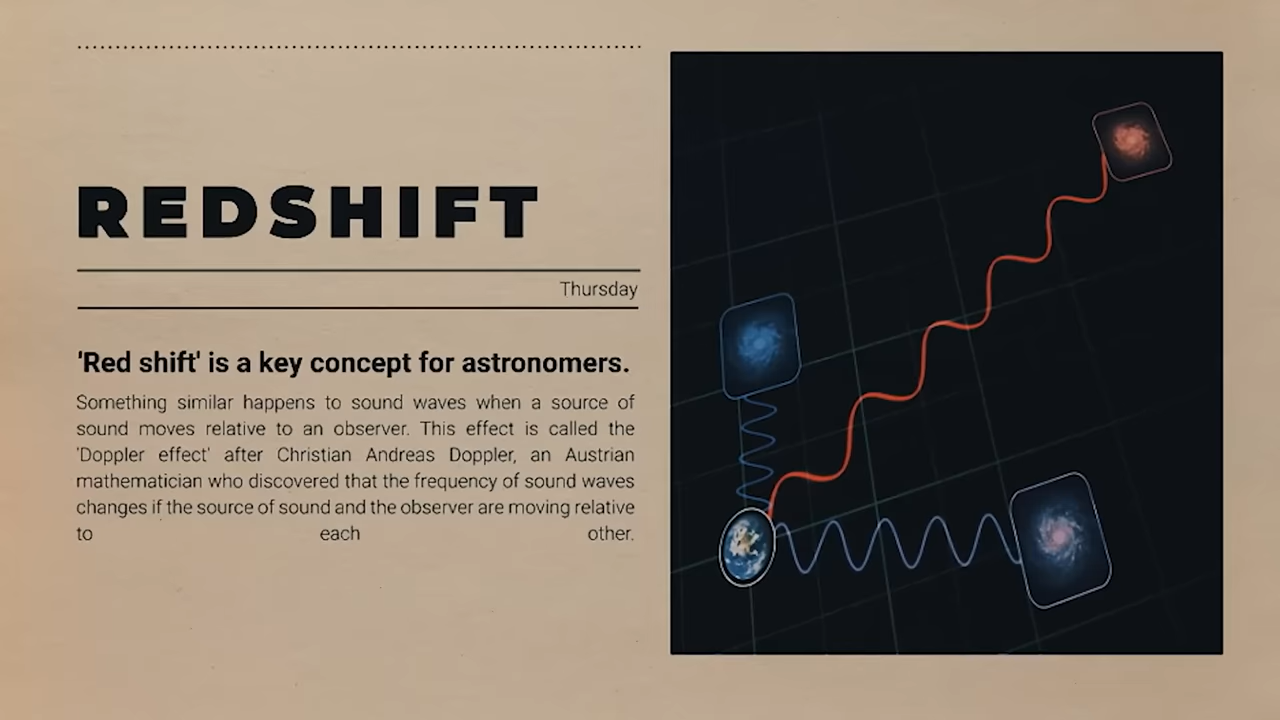 REDSHIFT
Thursday
'Red shift' is a key concept for astronomers.
Something similar happens to sound waves when a source of
sound moves relative to an observer. This effect is called the
'Doppler effect' after Christian Andreas Doppler, an Austrian
mathematician who discovered that the frequency of sound waves
changes if the source of sound and the observer are moving relative
to each other.